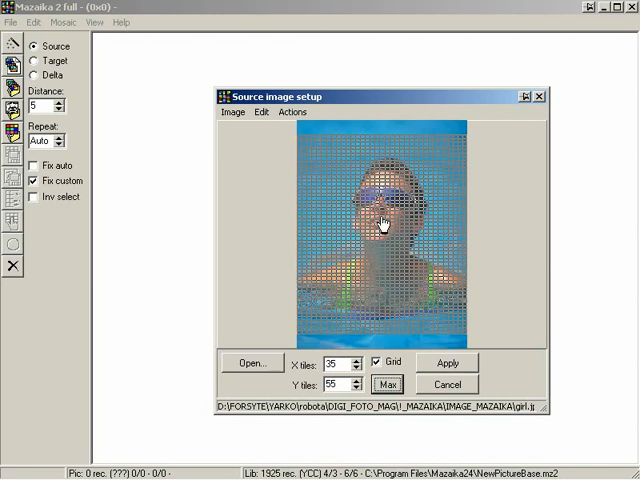 Mazaika 2 full - (0x0) -
File Edit Mosaic View Help
Source
Target
Delta
Distance:
5
Repeat:
Auto
Fix auto
Fix custom
Inv select
Source image setup
Image Edit Actions
Open...
X tiles: 35
Grid
Apply
Y tiles: 55
Max
Cancel
D:\FORSYTE\YARKO\robota\DIGI_FOTO_MAG\!_MAZAIKA\IMAGE_MAZAIKA\girl.j
Pic: 0 rec. (???) 0/0 - 0/0 -
Lib: 1925 rec. (YCC) 4/3 - 6/6 - C:\Program Files\Mazaika24\NewPictureBase.mz2